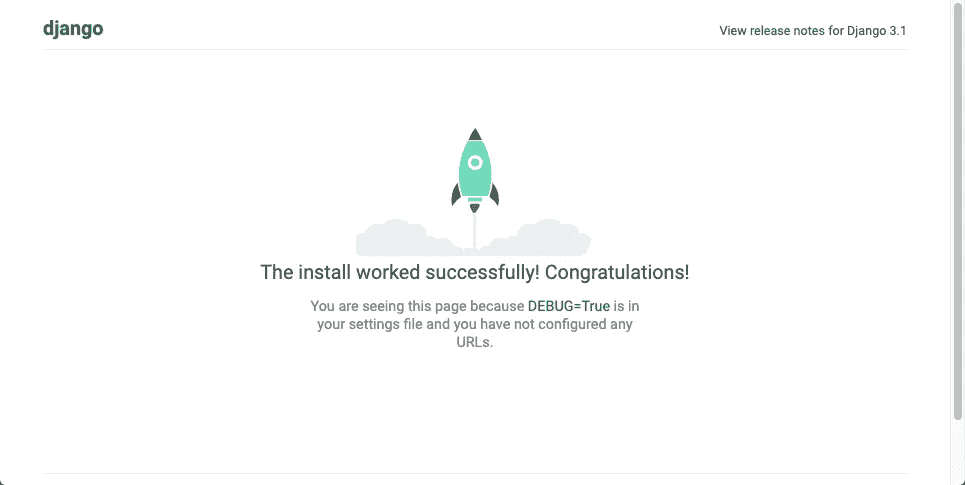 django
View release notes for Django 3.1
The install worked successfully! Congratulations!
You are seeing this page because DEBUG=True is in
your settings file and you have not configured any
URLs.